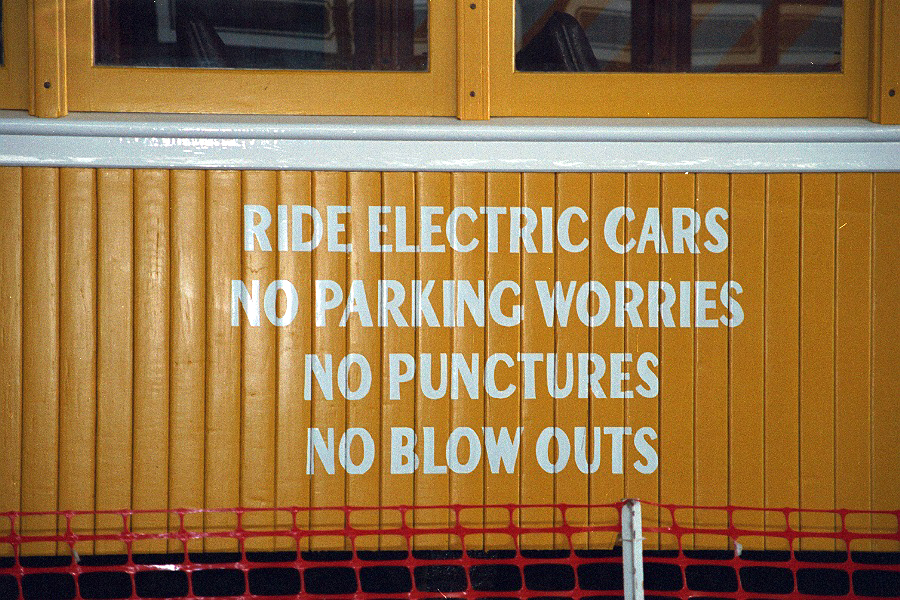 RIDE ELECTRIC CARS
NO PARKING WORRIES
NO PUNCTURES
NO BLOW OUTS